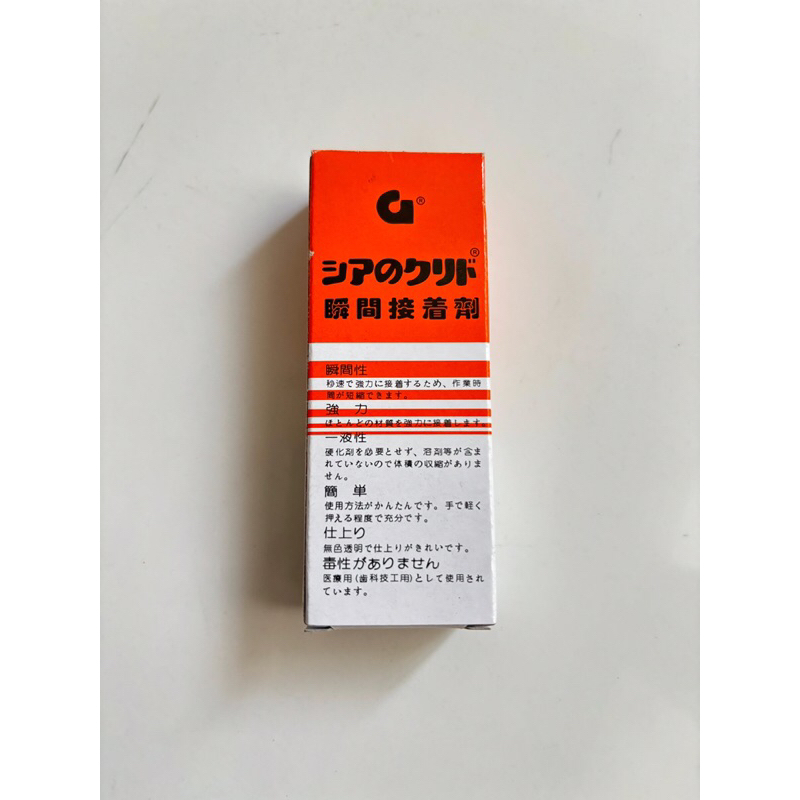 ®
シアのクリド®
瞬間接着剤
瞬間性
秒速で強力に接着するため、作業時
間が短縮できます。
強 力
ほとんどの材質を強力に接着します。
一液性
硬化剤を必要とせず、溶剤等が含ま
れていないので体積の収縮がありま
せん。
簡 単
使用方法がかんたんです。手で軽く
押える程度で充分です。
仕上り
無色透明で仕上りがきれいです。
毒性がありません
医療用(歯科技工用)として使用され
ています。